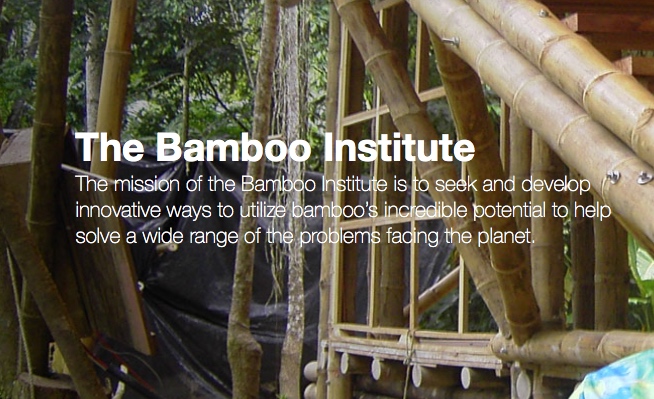 The Bamboo Institute
The mission of the Bamboo Institute is to seek and develop
innovative ways to utilize bamboo's incredible potential to help
solve a wide range of the problems facing the planet.